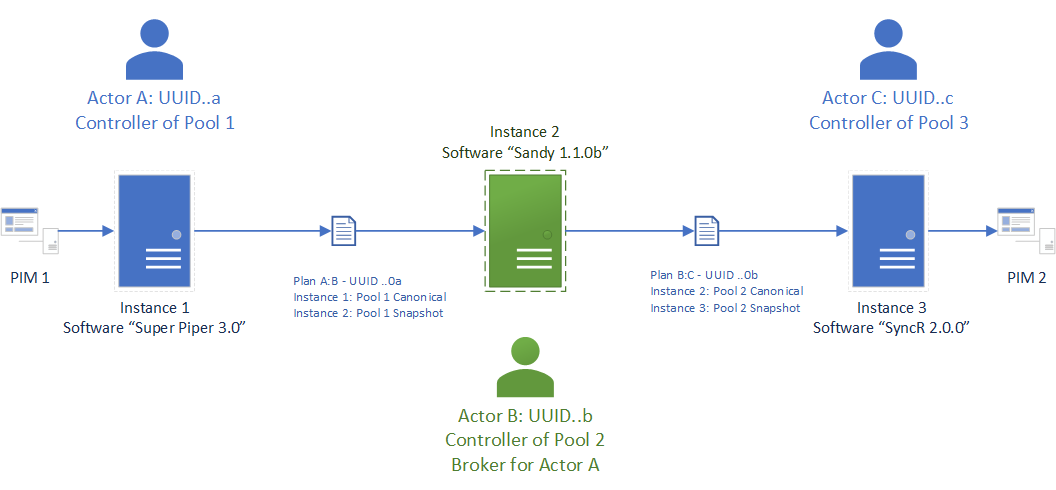 Actor A: UUID..a
Controller of Pool 1
Actor C: UUID..c
Controller of Pool 3
Instance 2
Software “Sandy 1.1.0b”
PIM 1
PIM 2
Plan A:B - UUID ..0a
Instance 1: Pool 1 Canonical
Instance 2: Pool 1 Snapshot
Plan B:C - UUID ..0b
Instance 2: Pool 2 Canonical
Instance 3: Pool 2 Snapshot
Instance 1
Software “Super Piper 3.0”
Instance 3
Software “SyncR 2.0.0”
Actor B: UUID..b
Controller of Pool 2
Broker for Actor A